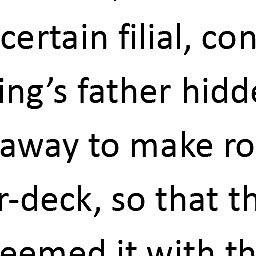 certain filial, con
ing’s father hidde
away to make ro
r-deck, so that th
eemed it with th